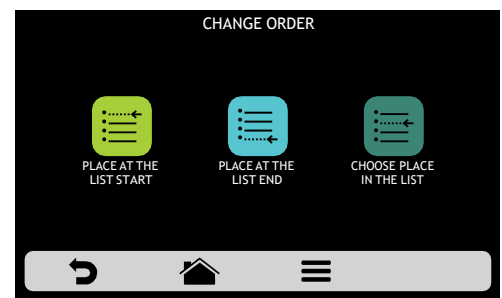 CHANGE ORDER
PLACE AT THE
LIST START
PLACE AT THE
LIST END
CHOOSE PLACE
IN THE LIST